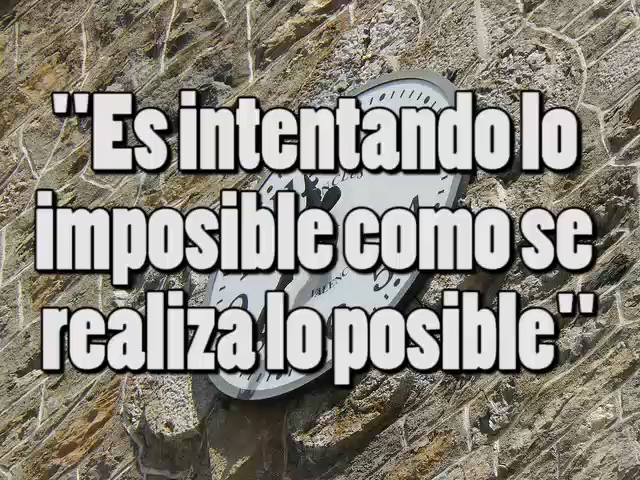 "Es intentando lo
imposible como se
realiza lo posible"